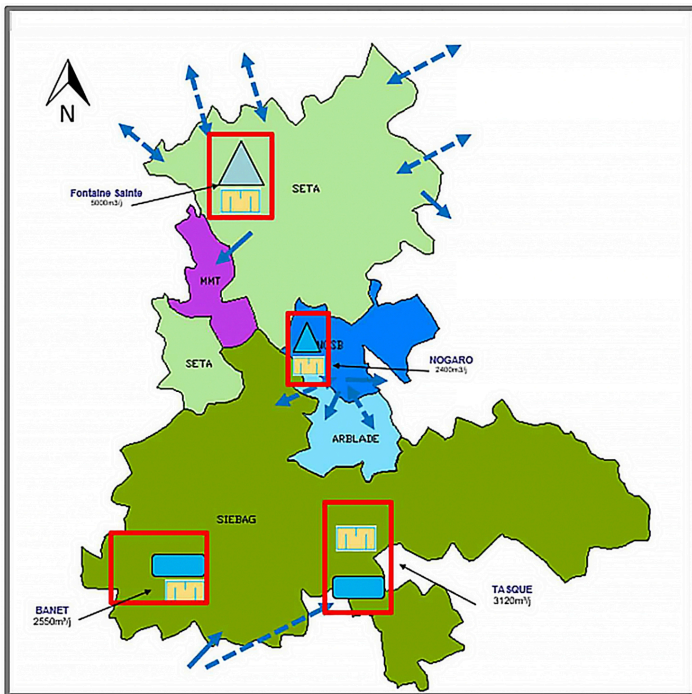 N
SETA
Fontaine Sainte
5000m3/j
MMT
NOGARO
2400m3/j
SETA
ARBLADE
SIEBAG
BANET
2550m³/j
TASQUE
3120m³/j